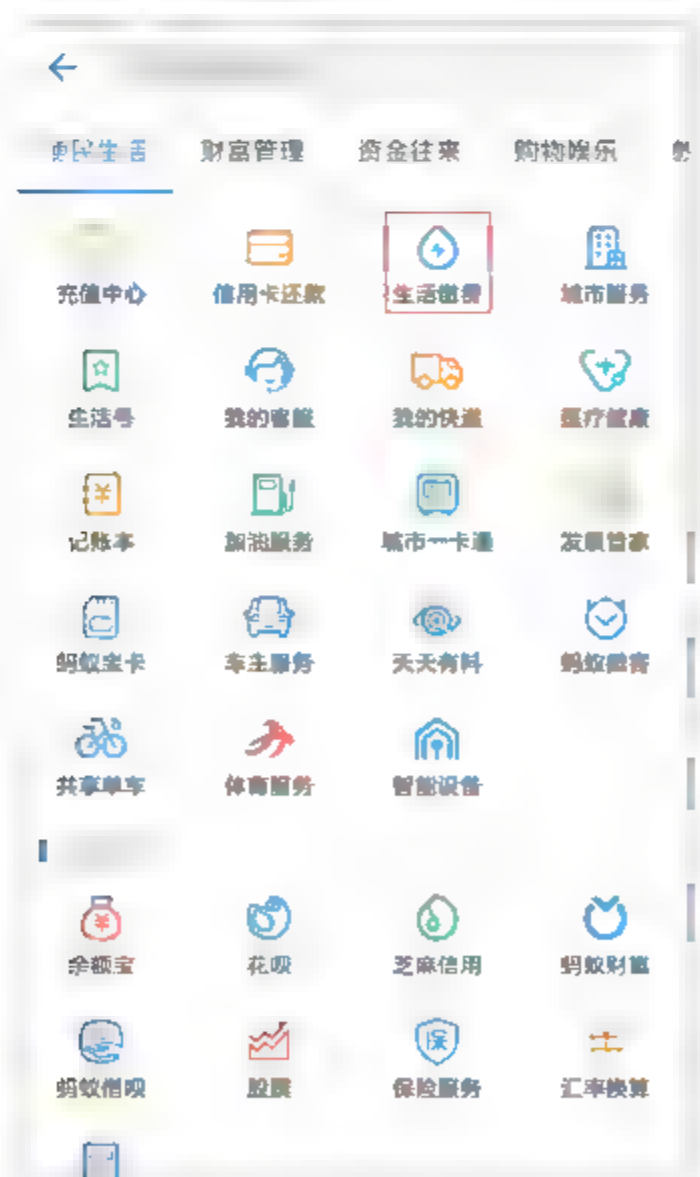 便民生活 财富管理 资金往来 购物娱乐
充值中心 信用卡还款 生活缴费 城市服务
生活号 我的客服 我的快递 医疗健康
记账本 加油服务 城市一卡通 发票管家
蚂蚁宝卡 车主服务 天天有料 蚂蚁微客
共享单车 体育服务 智能设备
余额宝 花呗 芝麻信用 蚂蚁财富
蚂蚁借呗 股票 保险服务 汇率换算